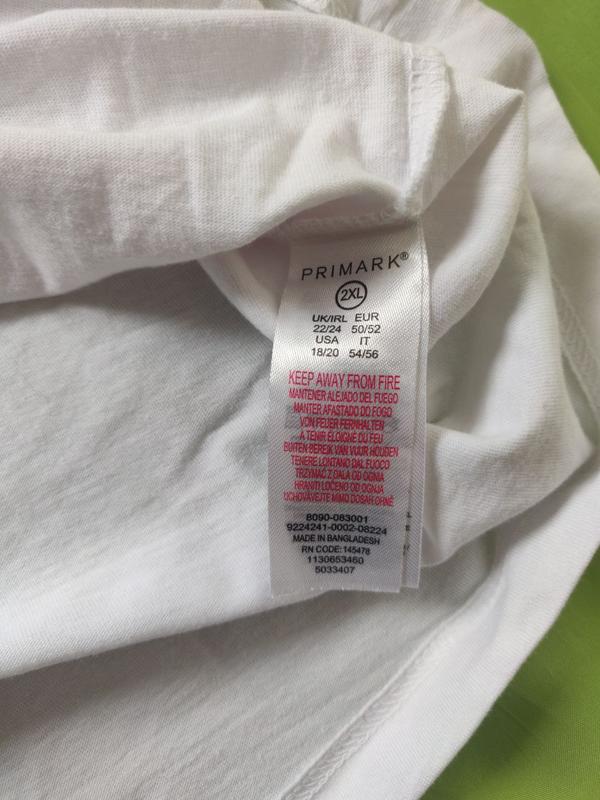 PRIMARK®
2XL
UK/IRL EUR
22/24 50/52
USA IT
18/20 54/56
KEEP AWAY FROM FIRE
MANTENER ALEJADO DEL FUEGO
MANTER AFASTADO DO FOGO
VON FEUER FERNHALTEN
A TENIR ÉLOIGNÉ DU FEU
BUITEN BEREIK VAN VUUR HOUDEN
TENERE LONTANO DAL FUOCO
TRZYMAĆ Z DALA OD OGNIA
HRANITI LOČENO OD OGNJA
UCHOVÁVEJTE MIMO DOSAH OHNĚ
8090-083001
9224241-0002-08224
MADE IN BANGLADESH
RN CODE:145478
1130653460
5033407